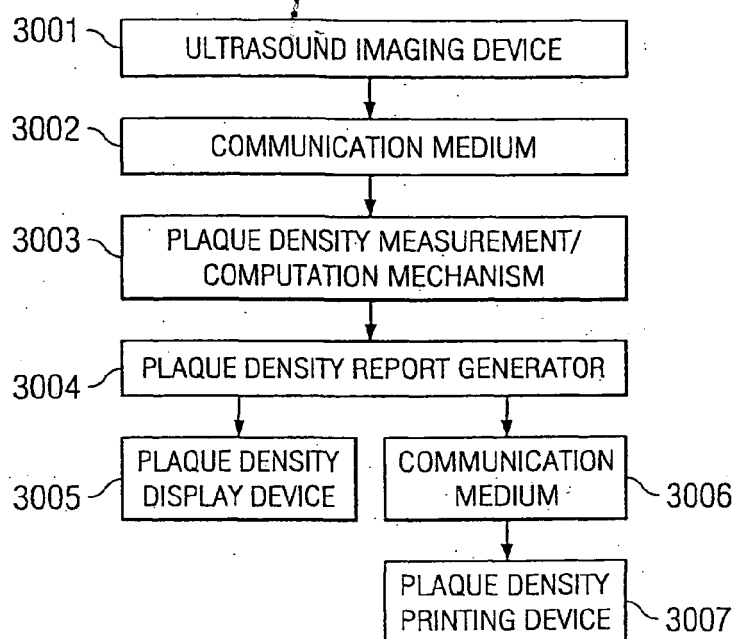 3001
ULTRASOUND IMAGING DEVICE
3002
COMMUNICATION MEDIUM
3003
PLAQUE DENSITY MEASUREMENT/
COMPUTATION MECHANISM
3004
PLAQUE DENSITY REPORT GENERATOR
3005
PLAQUE DENSITY
DISPLAY DEVICE
COMMUNICATION
MEDIUM
3006
PLAQUE DENSITY
PRINTING DEVICE
3007